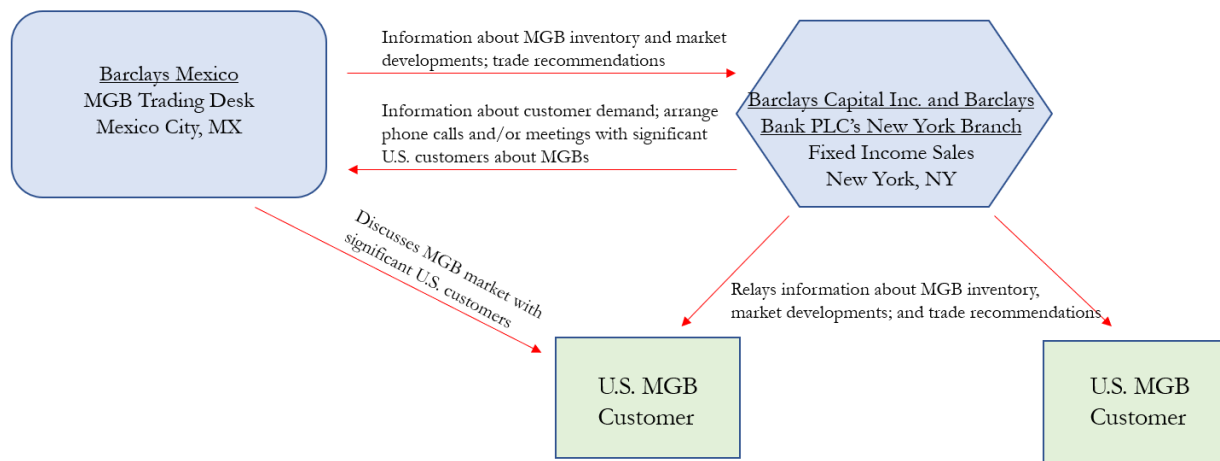 Barclays Mexico
MGB Trading Desk
Mexico City, MX
Information about MGB inventory and market
developments; trade recommendations
Information about customer demand; arrange
phone calls and/or meetings with significant
U.S. customers about MGBs
Barclays Capital Inc. and Barclays
Bank PLC's New York Branch
Fixed Income Sales
New York, NY
Discusses MGB market with
significant U.S. customers
Relays information about MGB inventory,
market developments; and trade recommendations
U.S. MGB
Customer
U.S. MGB
Customer